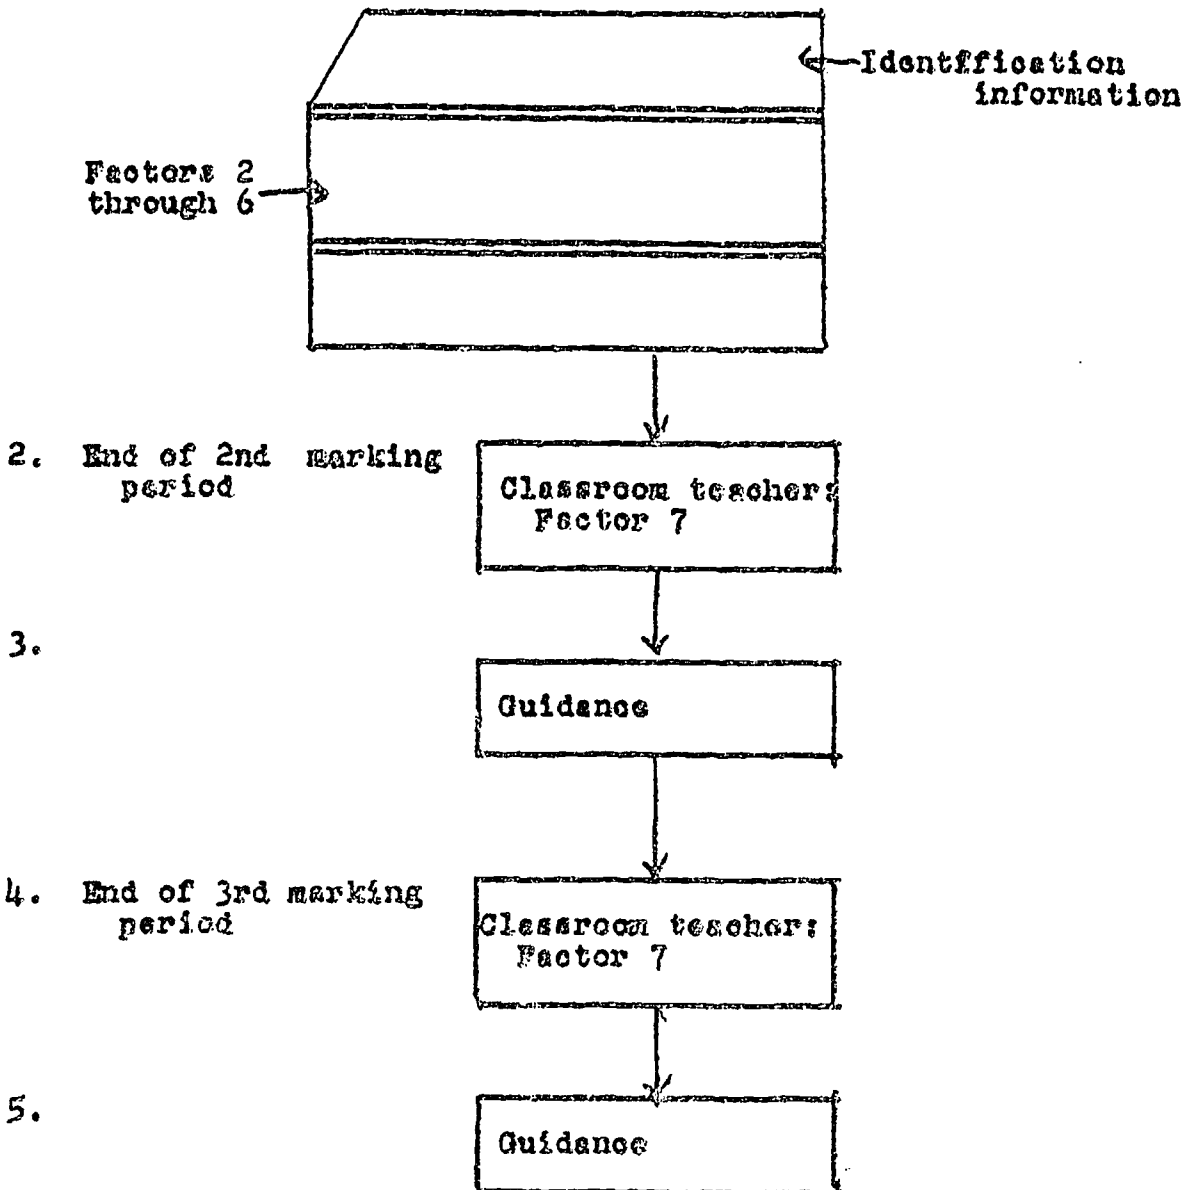 Identification
information
Factors 2
through 6
2. End of 2nd marking
period
Classroom teacher:
Factor 7
3.
Guidance
4. End of 3rd marking
period
Classroom teacher:
Factor 7
5.
Guidance